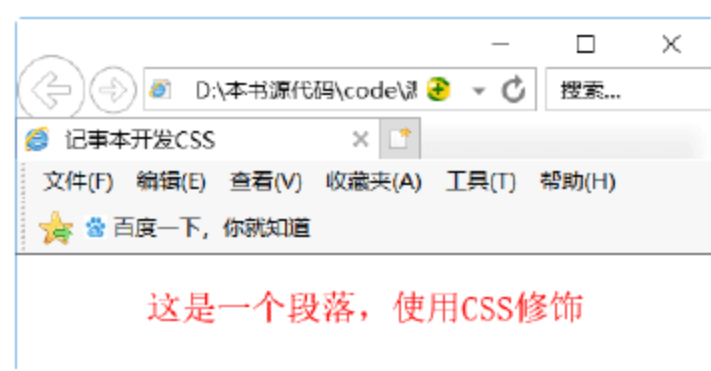 D:\本书源代码\code\
搜索...
记事本开发CSS
文件(F) 编辑(E) 查看(V) 收藏夹(A) 工具(T) 帮助(H)
百度一下，你就知道
这是一个段落，使用CSS修饰